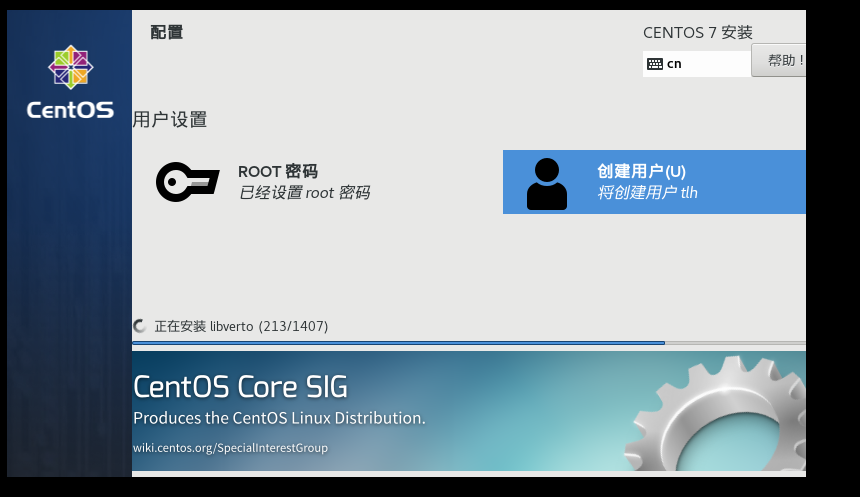 CentOS
配置
CENTOS 7 安装
cn
帮助！
用户设置
ROOT 密码
已经设置 root 密码
创建用户(U)
将创建用户 tlh
正在安装 libverto (213/1407)
CentOS Core SIG
Produces the CentOS Linux Distribution.
wiki.centos.org/SpecialInterestGroup